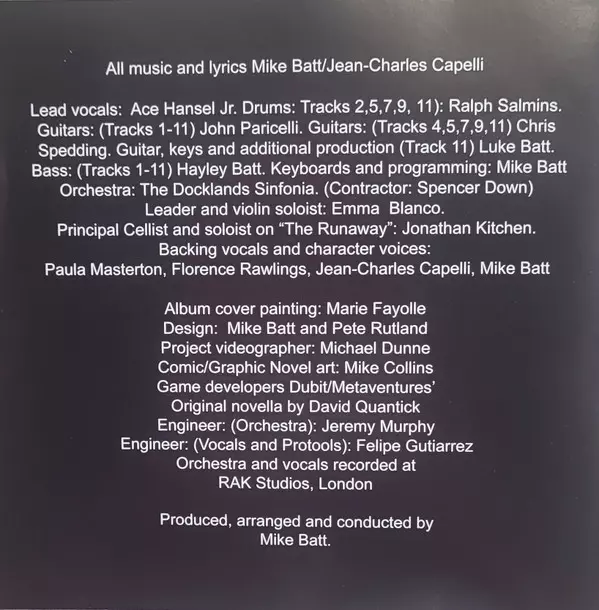 All music and lyrics Mike Batt/Jean-Charles Capelli
Lead vocals: Ace Hansel Jr. Drums: Tracks 2,5,7,9, 11): Ralph Salmins.
Guitars: (Tracks 1-11) John Paricelli. Guitars: (Tracks 4,5,7,9,11) Chris
Spedding. Guitar, keys and additional production (Track 11) Luke Batt.
Bass: (Tracks 1-11) Hayley Batt. Keyboards and programming: Mike Batt
Orchestra: The Docklands Sinfonia. (Contractor: Spencer Down)
Leader and violin soloist: Emma Blanco.
Principal Cellist and soloist on “The Runaway”: Jonathan Kitchen.
Backing vocals and character voices:
Paula Masterton, Florence Rawlings, Jean-Charles Capelli, Mike Batt
Album cover painting: Marie Fayolle
Design: Mike Batt and Pete Rutland
Project videographer: Michael Dunne
Comic/Graphic Novel art: Mike Collins
Game developers Dubit/Metaventures’
Original novella by David Quantick
Engineer: (Orchestra): Jeremy Murphy
Engineer: (Vocals and Protools): Felipe Gutiarrez
Orchestra and vocals recorded at
RAK Studios, London
Produced, arranged and conducted by
Mike Batt.